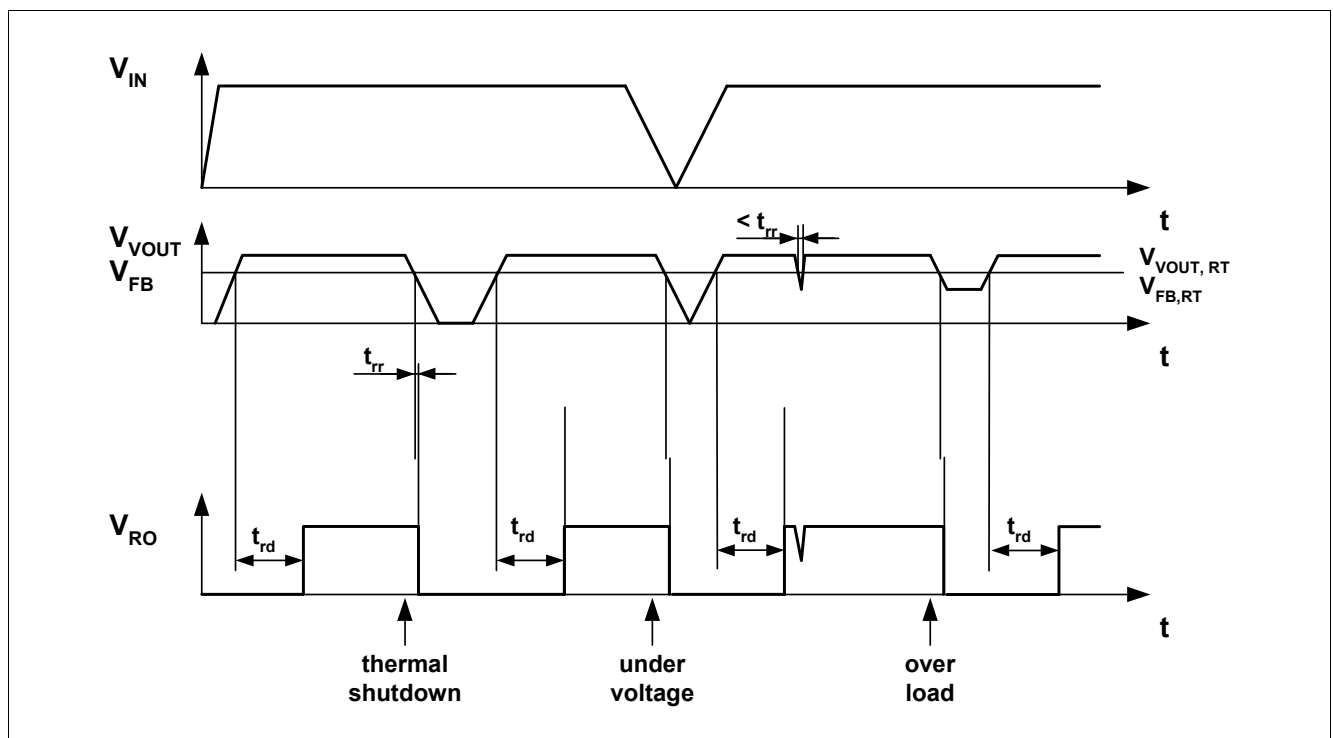 V_IN
t
< t_rr
V_VOUT
V_FB
V_VOUT, RT
V_FB,RT
t
t_rr
V_RO
t_rd
t_rd
t_rd
t_rd
t
thermal
shutdown
under
voltage
over
load